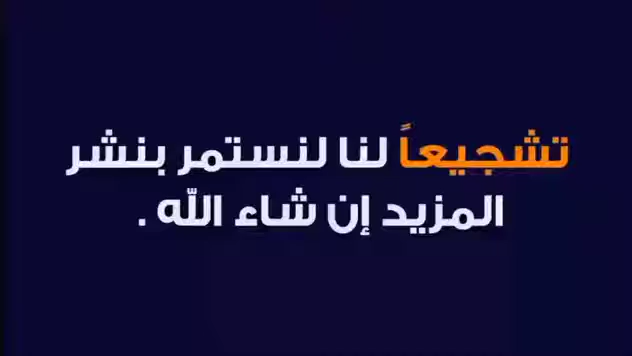 تشجيعاً لنا لنستمر بنشر
المزيد إن شاء الله .